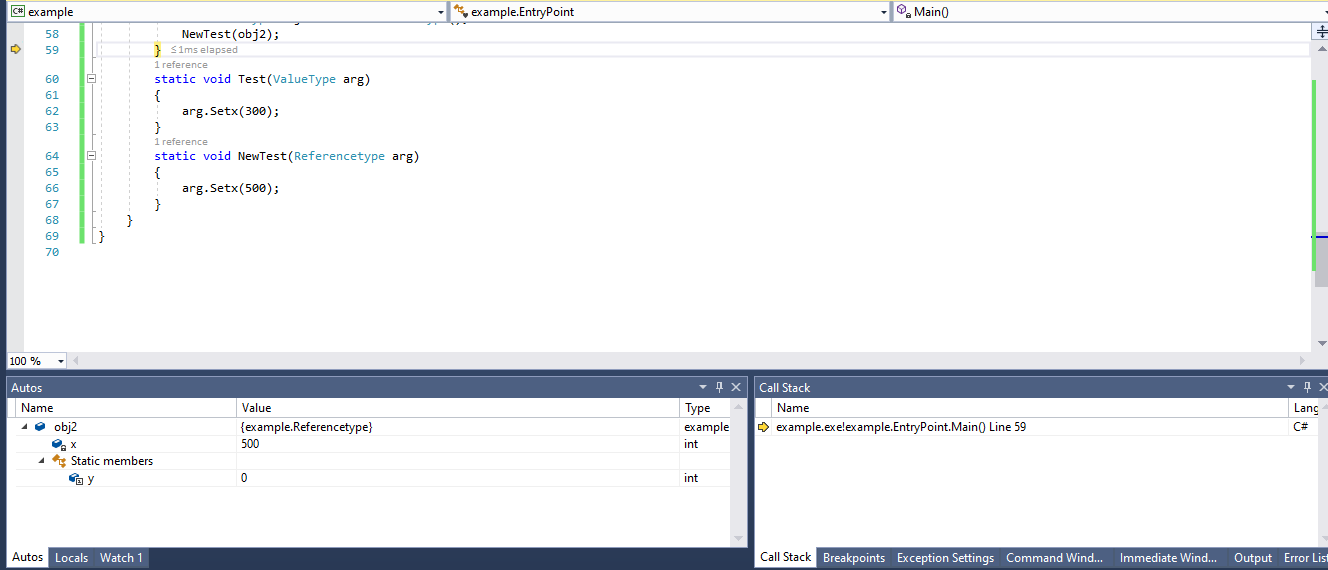 C# example example.EntryPoint Main()
58 NewTest(obj2);
59 } ≤1ms elapsed
1 reference
60 static void Test(ValueType arg)
61 {
62 arg.Setx(300);
63 }
1 reference
64 static void NewTest(Referencetype arg)
65 {
66 arg.Setx(500);
67 }
68 }
69 }
70
100 %
Autos
Name Value Type
obj2 {example.Referencetype} example
x 500 int
Static members
y 0 int
Autos Locals Watch 1
Call Stack
Name Lang
example.exe!example.EntryPoint.Main() Line 59 C#
Call Stack Breakpoints Exception Settings Command Wind... Immediate Wind... Output Error List